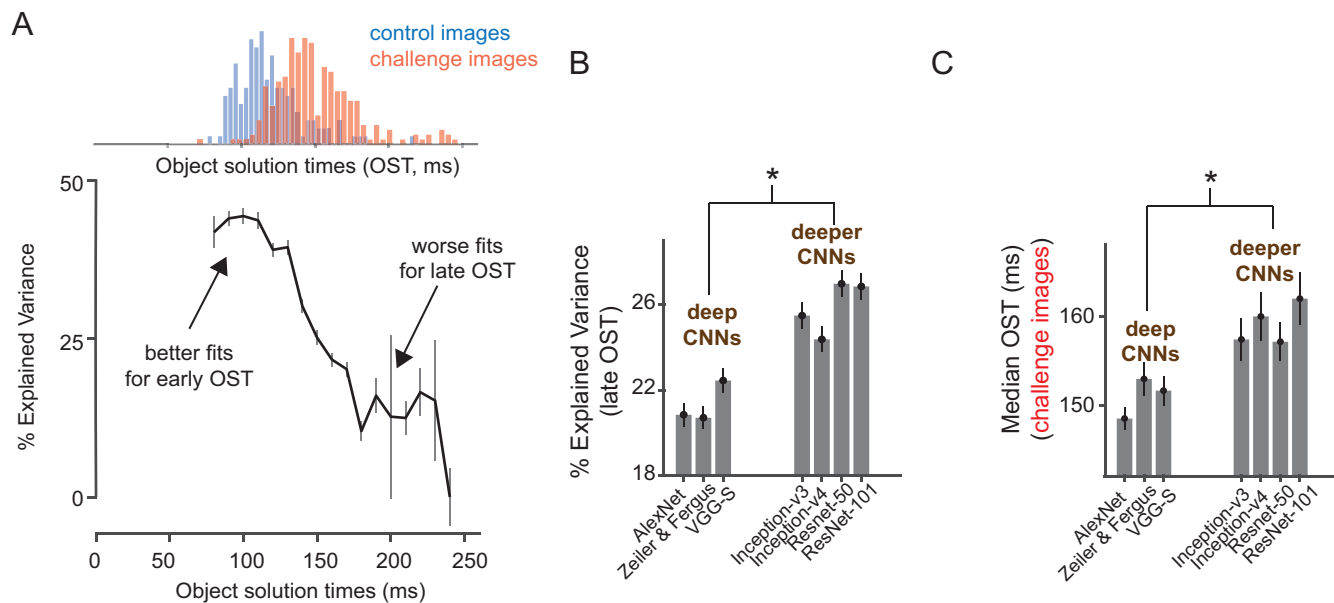 A
control images
challenge images
Object solution times (OST, ms)
50
25
0
% Explained Variance
better fits
for early OST
worse fits
for late OST
0
50
100
150
200
250
Object solution times (ms)
B
*
deep
CNNs
deeper
CNNs
% Explained Variance
(late OST)
26
22
18
AlexNet
Zeiler & Fergus
VGG-S
Inception-v3
Inception-v4
Resnet-50
ResNet-101
C
*
deep
CNNs
deeper
CNNs
Median OST (ms)
(challenge images)
160
150
AlexNet
Zeiler & Fergus
VGG-S
Inception-v3
Inception-v4
Resnet-50
ResNet-101